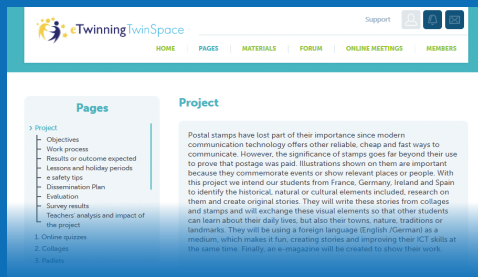 Support
eTwinning TwinSpace
HOME PAGES MATERIALS FORUM ONLINE MEETINGS MEMBERS
Pages
> Project
Objectives
Work process
Results or outcome expected
Lessons and holiday periods
e safety tips
Dissemination Plan
Evaluation
Survey results
Teachers' analysis and impact of
the project
1. Online quizzes
2. Collages
3. Padlets
Project
Postal stamps have lost part of their importance since modern
communication technology offers other reliable, cheap and fast ways to
communicate. However, the significance of stamps goes far beyond their use
to prove that postage was paid. Illustrations shown on them are important
because they commemorate events or show relevant places or people. With
this project we intend our students from France, Germany, Ireland and Spain
to identify the historical, natural or cultural elements included, research on
them and create original stories. They will write these stories from collages
and stamps and will exchange these visual elements so that other students
can learn about their daily lives, but also their towns, nature, traditions or
landmarks. They will be using a foreign language (English /German) as a
medium, which makes it fun, creating stories and improving their ICT skills at
the same time. Finally, an e-magazine will be created to show their work.